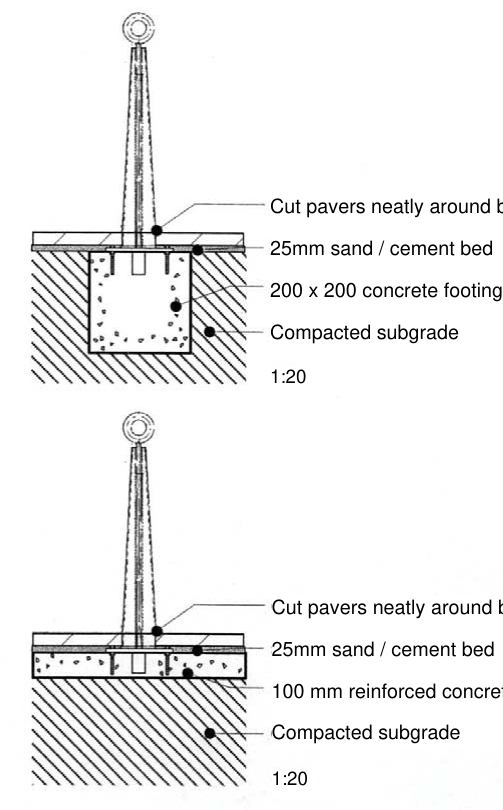 Cut pavers neatly around b
25mm sand / cement bed
200 x 200 concrete footing
Compacted subgrade
1:20
Cut pavers neatly around b
25mm sand / cement bed
100 mm reinforced concre
Compacted subgrade
1:20